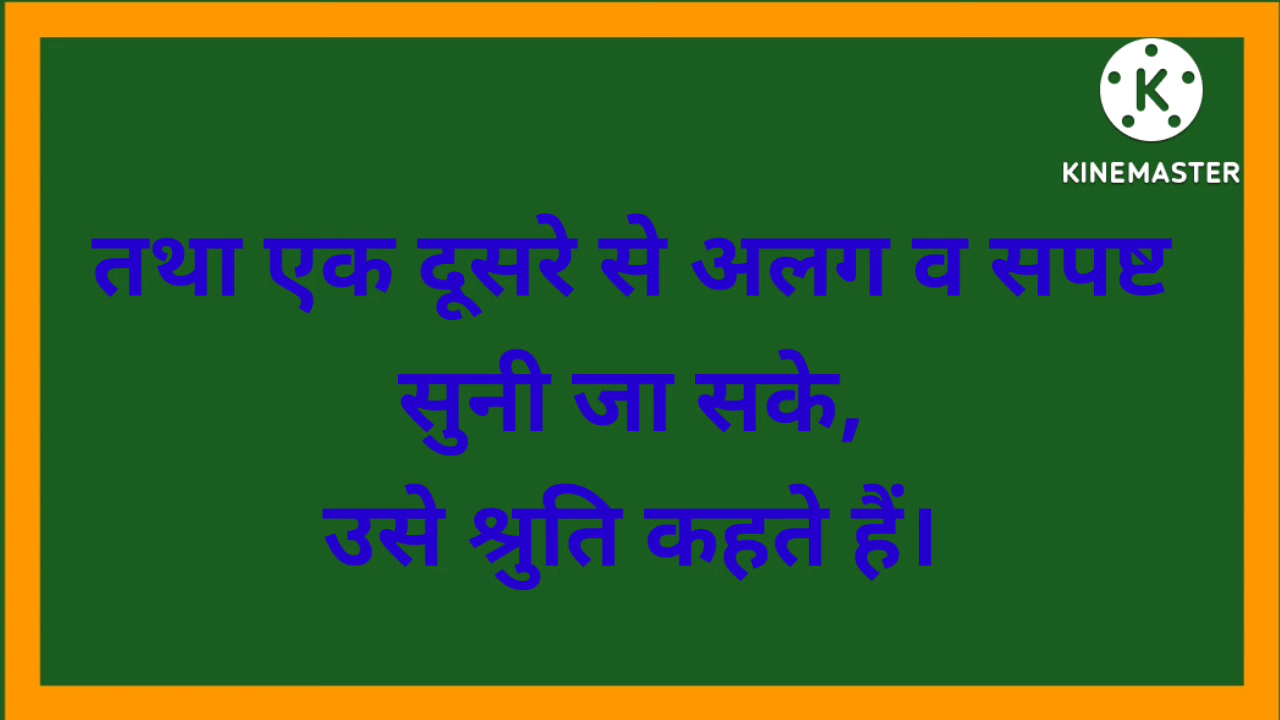 KINEMASTER
तथा एक दूसरे से अलग व सपष्ट
सुनी जा सके,
उसे श्रुति कहते हैं।